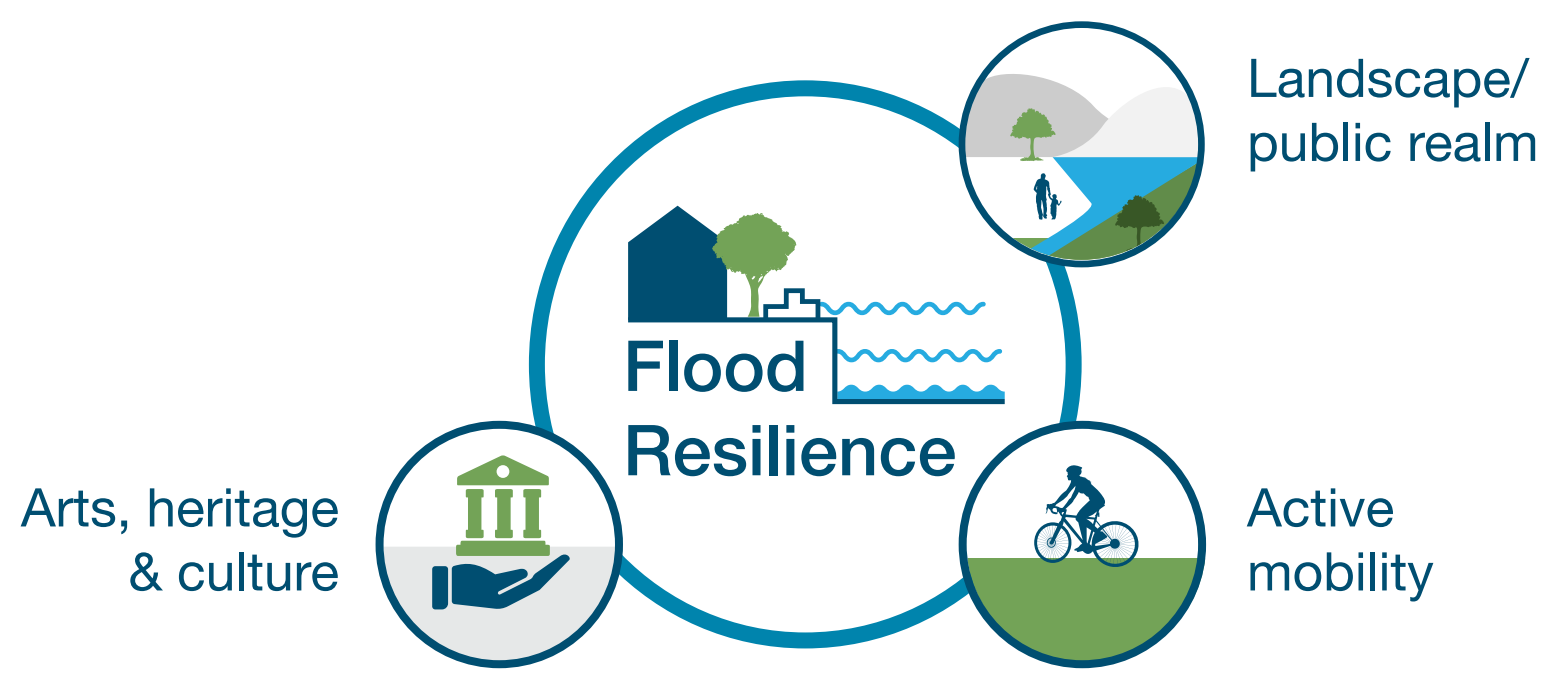 Landscape/
public realm
Flood
Resilience
Arts, heritage
& culture
Active
mobility